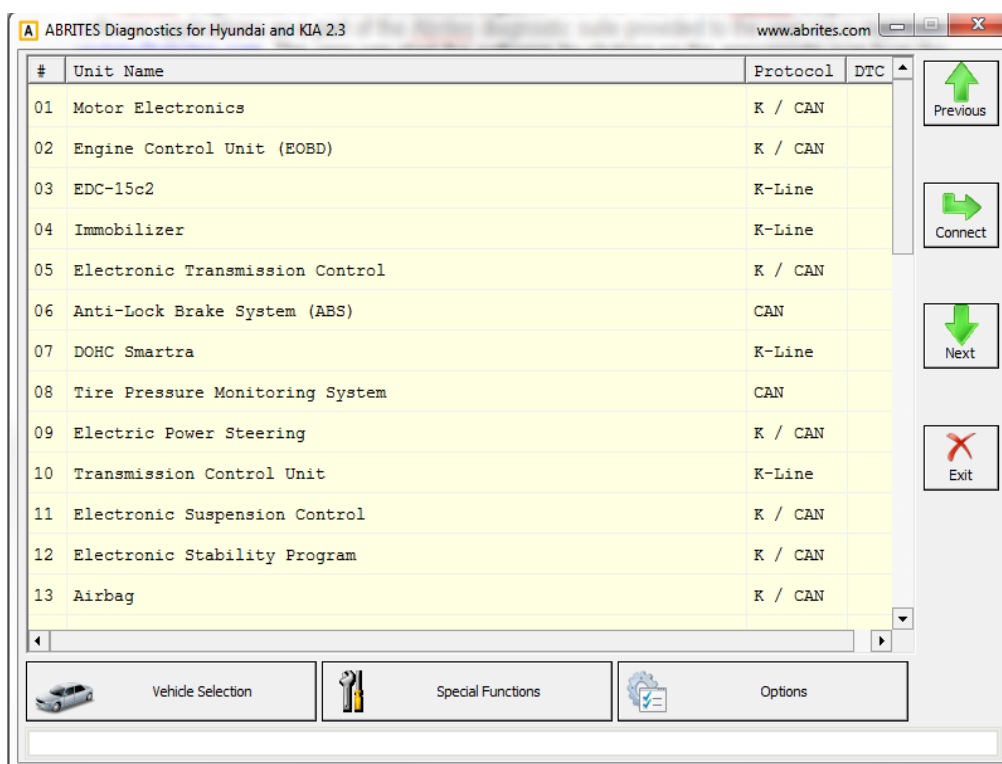 A ABRITES Diagnostics for Hyundai and KIA 2.3 www.abrites.com
# Unit Name Protocol DTC
01 Motor Electronics K / CAN
02 Engine Control Unit (EOBD) K / CAN
03 EDC-15c2 K-Line
04 Immobilizer K-Line
05 Electronic Transmission Control K / CAN
06 Anti-Lock Brake System (ABS) CAN
07 DOHC Smartra K-Line
08 Tire Pressure Monitoring System CAN
09 Electric Power Steering K / CAN
10 Transmission Control Unit K-Line
11 Electronic Suspension Control K / CAN
12 Electronic Stability Program K / CAN
13 Airbag K / CAN
Previous
Connect
Next
Exit
Vehicle Selection Special Functions Options